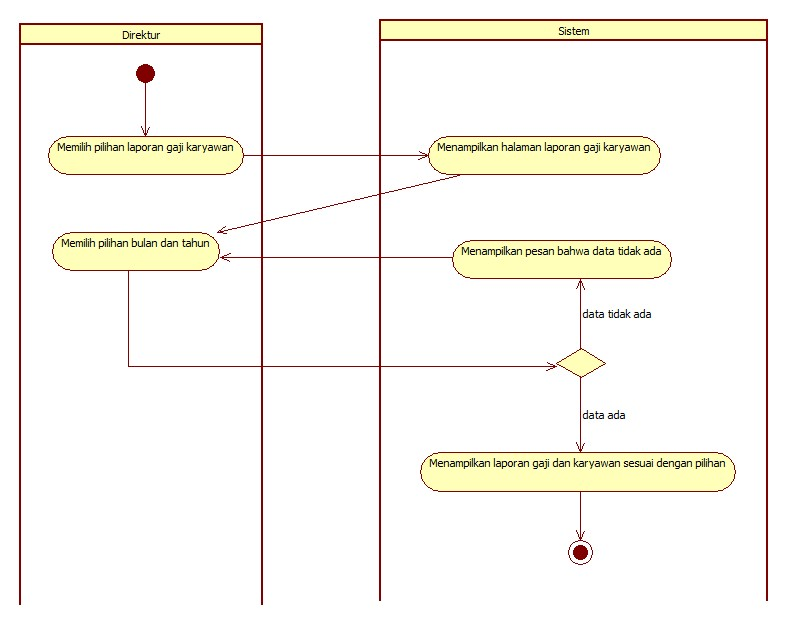 Direktur
Sistem
Memilih pilihan laporan gaji karyawan
Menampilkan halaman laporan gaji karyawan
Memilih pilihan bulan dan tahun
Menampilkan pesan bahwa data tidak ada
data tidak ada
data ada
Menampilkan laporan gaji dan karyawan sesuai dengan pilihan